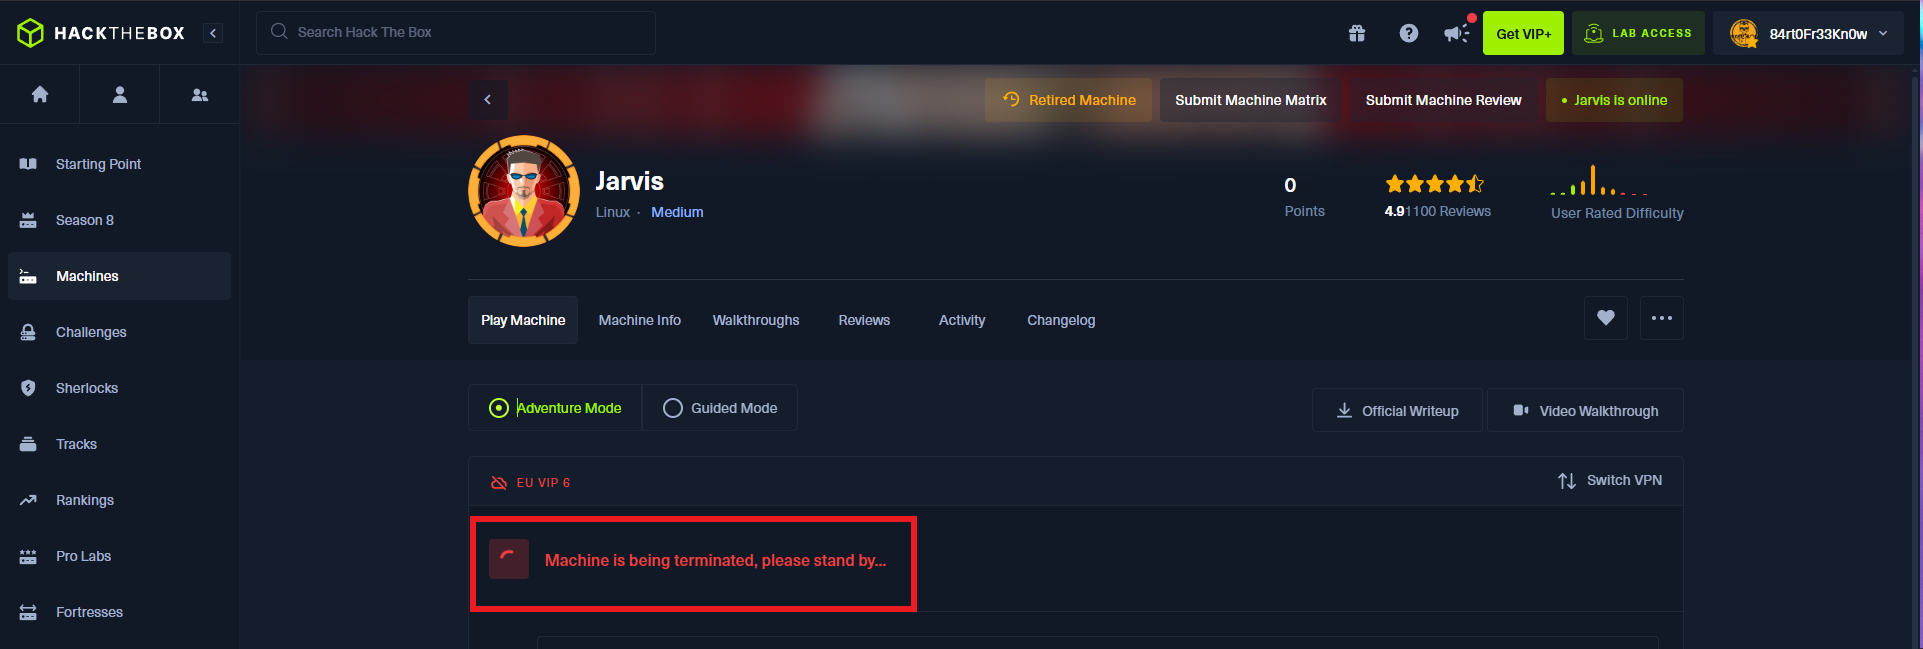 HACKTHEBOX
Search Hack The Box
Get VIP+
LAB ACCESS
84rt0Fr33Kn0w
Starting Point
Season 8
Machines
Challenges
Sherlocks
Tracks
Rankings
Pro Labs
Fortresses
Retired Machine
Submit Machine Matrix
Submit Machine Review
Jarvis is online
Jarvis
Linux · Medium
0
Points
4.91100 Reviews
User Rated Difficulty
Play Machine
Machine Info
Walkthroughs
Reviews
Activity
Changelog
Adventure Mode
Guided Mode
Official Writeup
Video Walkthrough
EU VIP 6
Switch VPN
Machine is being terminated, please stand by...